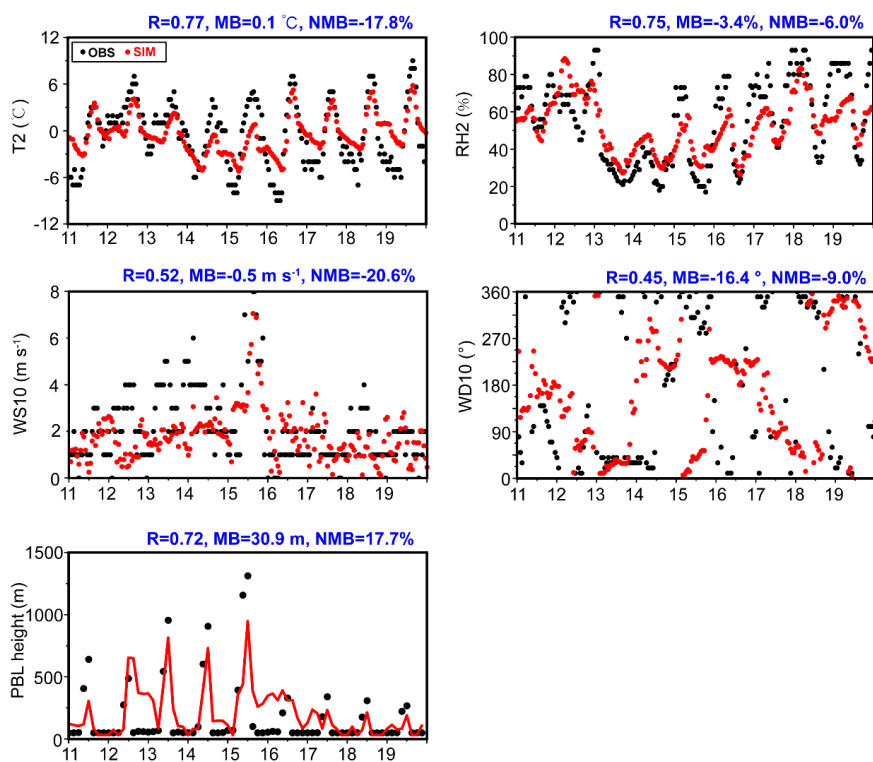 R=0.77, MB=0.1 ℃, NMB=-17.8%
12
6
0
-6
-12
T2 (℃)
OBS SIM
11 12 13 14 15 16 17 18 19
R=0.75, MB=-3.4%, NMB=-6.0%
100
80
60
40
20
0
RH2 (%)
11 12 13 14 15 16 17 18 19
R=0.52, MB=-0.5 m s⁻¹, NMB=-20.6%
8
6
4
2
0
WS10 (m s⁻¹)
11 12 13 14 15 16 17 18 19
R=0.45, MB=-16.4 °, NMB=-9.0%
360
270
180
90
0
WD10 (°)
11 12 13 14 15 16 17 18 19
R=0.72, MB=30.9 m, NMB=17.7%
1500
1000
500
0
PBL height (m)
11 12 13 14 15 16 17 18 19